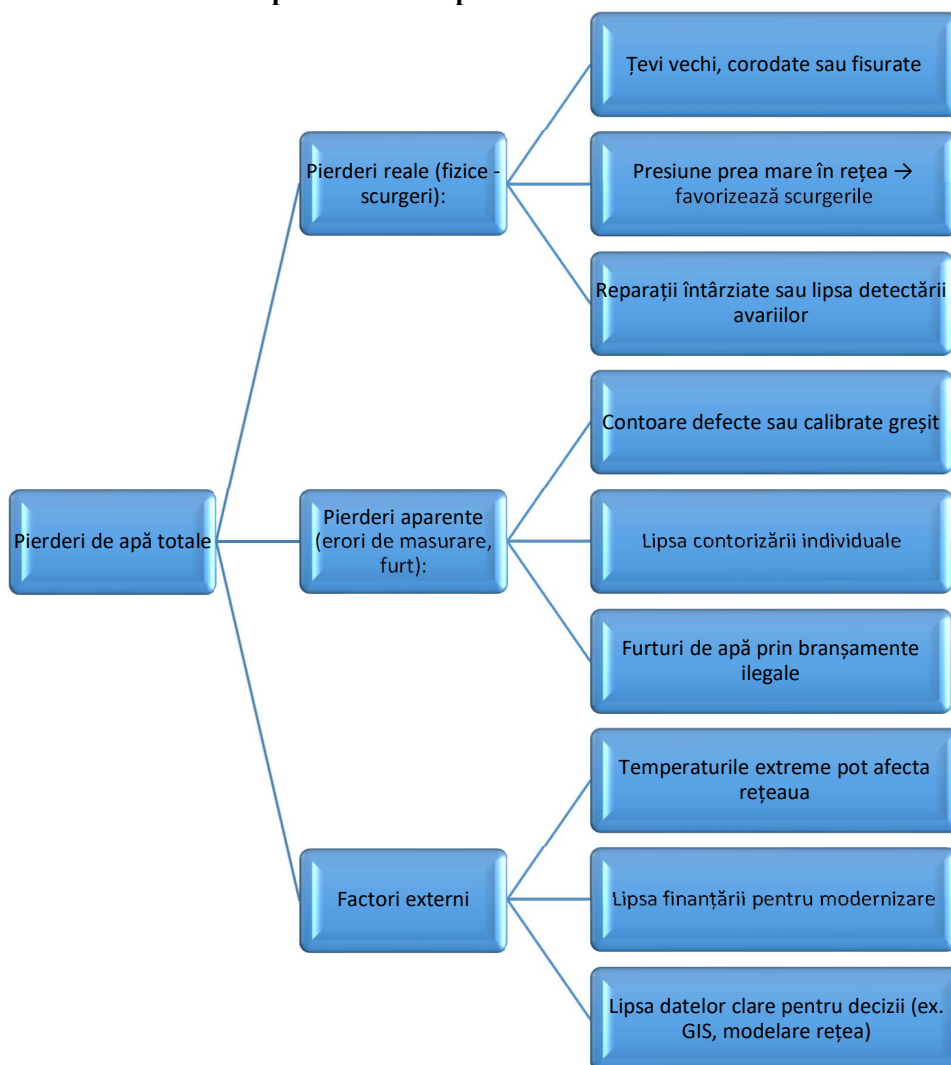 Țevi vechi, corodate sau fisurate
Pierderi reale (fizice -
scurgeri):
Presiune prea mare în rețea →
favorizează scurgerile
Reparații întârziate sau lipsa detectării
avariilor
Contoare defecte sau calibrate greșit
Pierderi de apă totale
Pierderi aparente
(erori de masurare,
furt):
Lipsa contorizării individuale
Furturi de apă prin branșamente
ilegale
Temperaturile extreme pot afecta
rețeaua
Factori externi
Lipsa finanțării pentru modernizare
Lipsa datelor clare pentru decizii (ex.
GIS, modelare rețea)